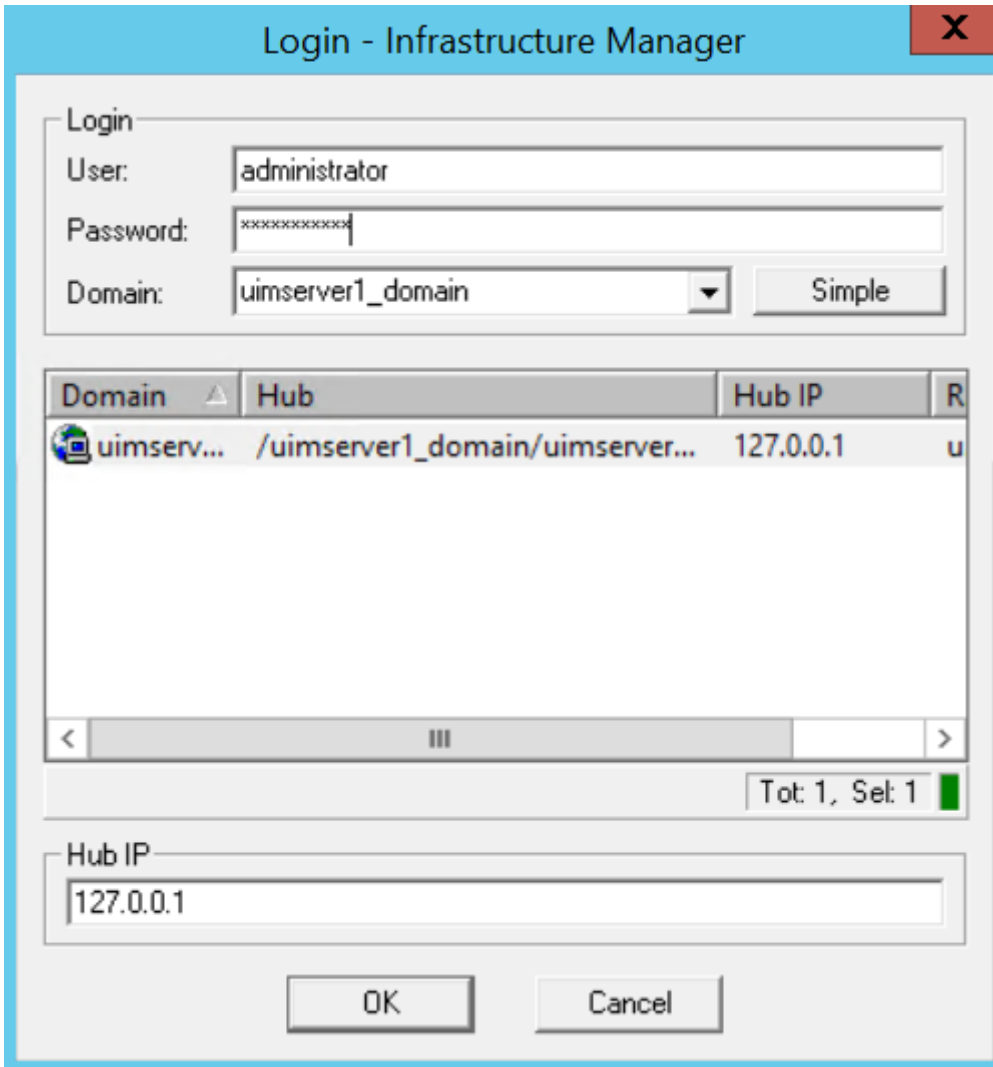 Login - Infrastructure Manager
X
Login
User: administrator
Password: xxxxxxxxxxx
Domain: uimserver1_domain Simple
Domain Hub Hub IP R
uimserv... /uimserver1_domain/uimserver... 127.0.0.1 u
Tot: 1, Sel: 1
Hub IP
127.0.0.1
OK Cancel